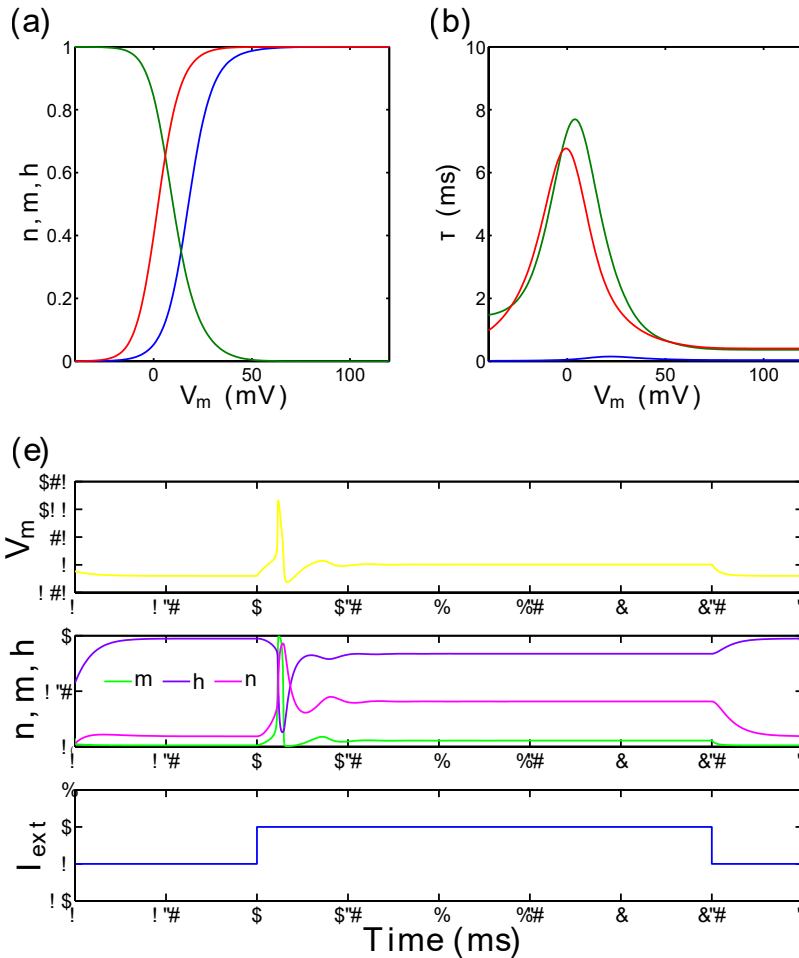 (a)
1
0.8
0.6
0.4
0.2
0
n, m, h
0 50 100
Vm (mV)
(b)
10
8
6
4
2
0
τ (ms)
0 50 100
Vm (mV)
(e)
$#!
$!!
#!
!
!#!
Vm
! !"# $ $"# % %"# & &"#
$
!"#
!
n, m, h
m h n
! !"# $ $"# % %"# & &"#
%
$
!
!$
Iext
! !"# $ $"# % %"# & &"#
Time (ms)